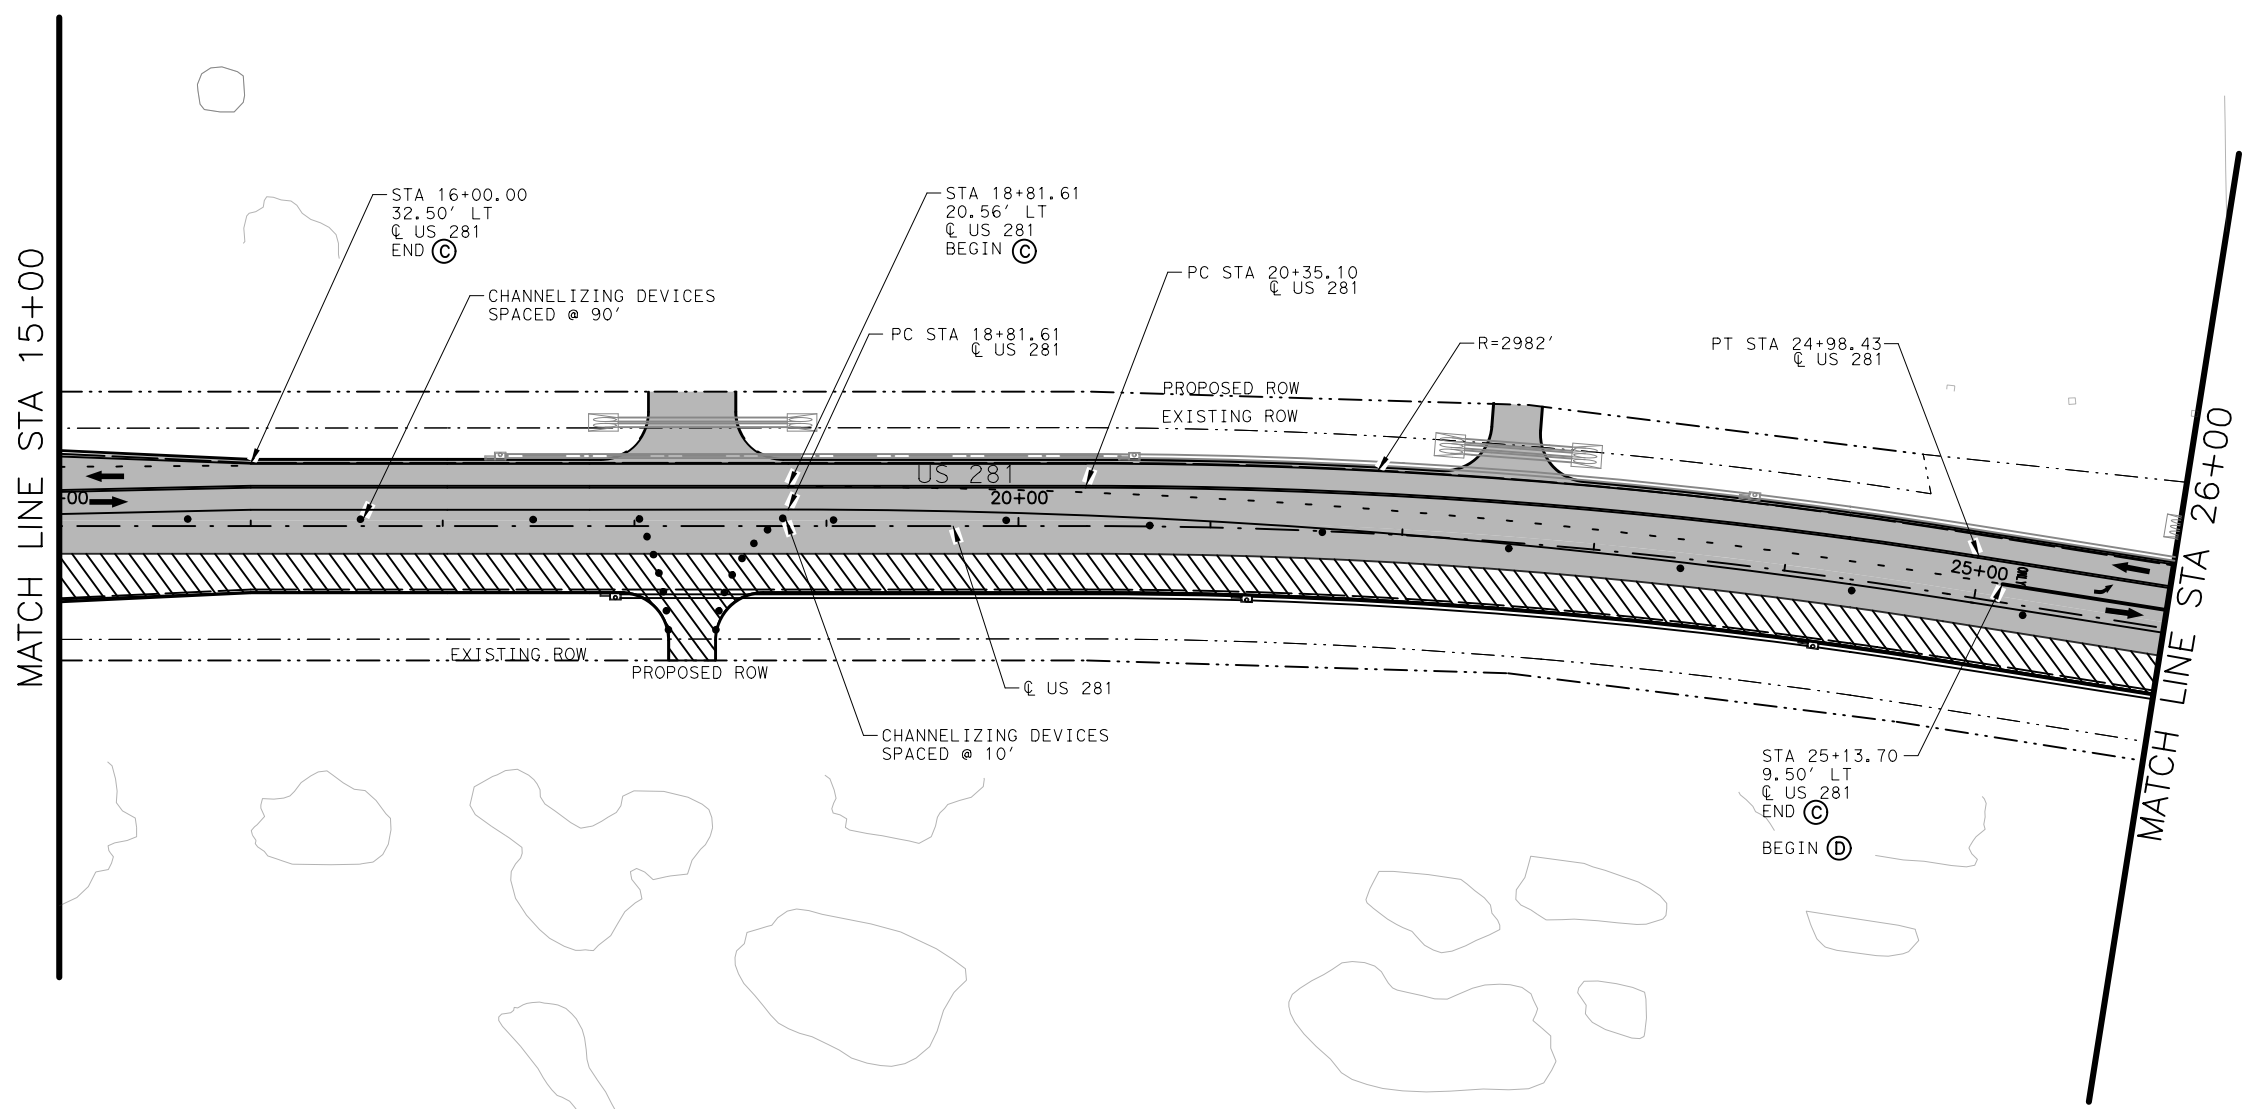 STA 16+00.00
32.50' LT
℄ US 281
END Ⓒ
STA 18+81.61
20.56' LT
℄ US 281
BEGIN Ⓒ
MATCH LINE STA 15+00
CHANNELIZING DEVICES
SPACED @ 90'
PC STA 20+35.10
℄ US 281
PC STA 18+81.61
℄ US 281
R=2982'
PT STA 24+98.43
℄ US 281
PROPOSED ROW
EXISTING ROW
MATCH LINE STA 26+00
US 281
-00
20+00
25+00
ONLY
EXISTING ROW
PROPOSED ROW
℄ US 281
CHANNELIZING DEVICES
SPACED @ 10'
STA 25+13.70
9.50' LT
℄ US 281
END Ⓒ
BEGIN Ⓓ